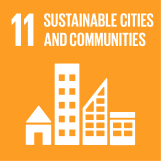 11 SUSTAINABLE CITIES
AND COMMUNITIES